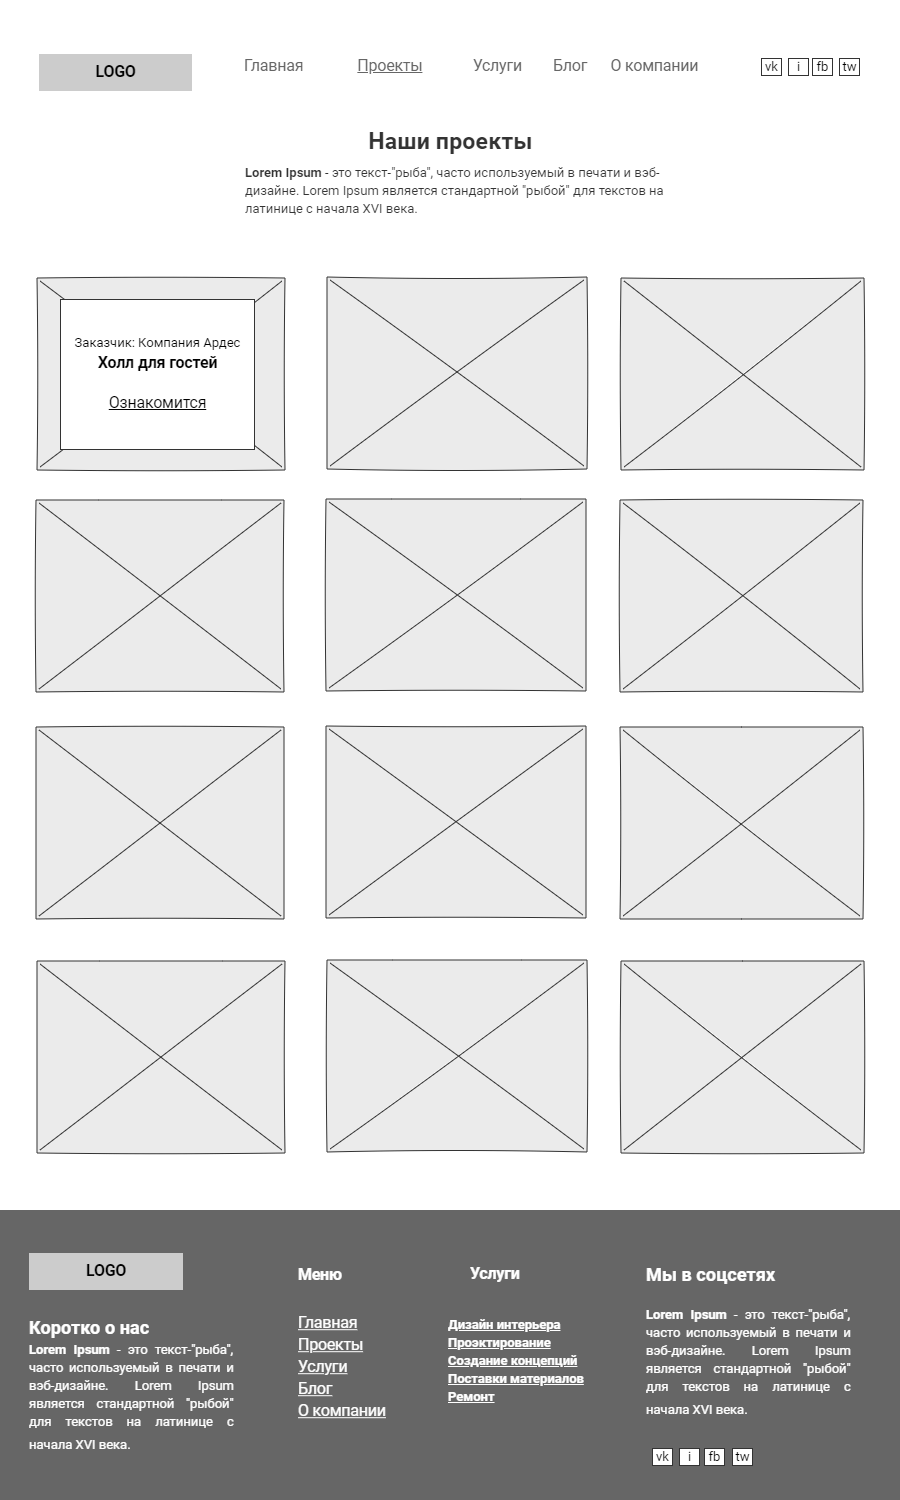 LOGO
Главная Проекты Услуги Блог О компании
vk i fb tw
Наши проекты
Lorem Ipsum - это текст-"рыба", часто используемый в печати и вэб-
дизайне. Lorem Ipsum является стандартной "рыбой" для текстов на
латинице с начала XVI века.
Заказчик: Компания Ардес
Холл для гостей
Ознакомится
LOGO
Коротко о нас
Lorem Ipsum - это текст-"рыба",
часто используемый в печати и
вэб-дизайне. Lorem Ipsum
является стандартной "рыбой"
для текстов на латинице с
начала XVI века.
Меню
Главная
Проекты
Услуги
Блог
О компании
Услуги
Дизайн интерьера
Проэктирование
Создание концепций
Поставки материалов
Ремонт
Мы в соцсетях
Lorem Ipsum - это текст-"рыба",
часто используемый в печати и
вэб-дизайне. Lorem Ipsum
является стандартной "рыбой"
для текстов на латинице с
начала XVI века.
vk i fb tw